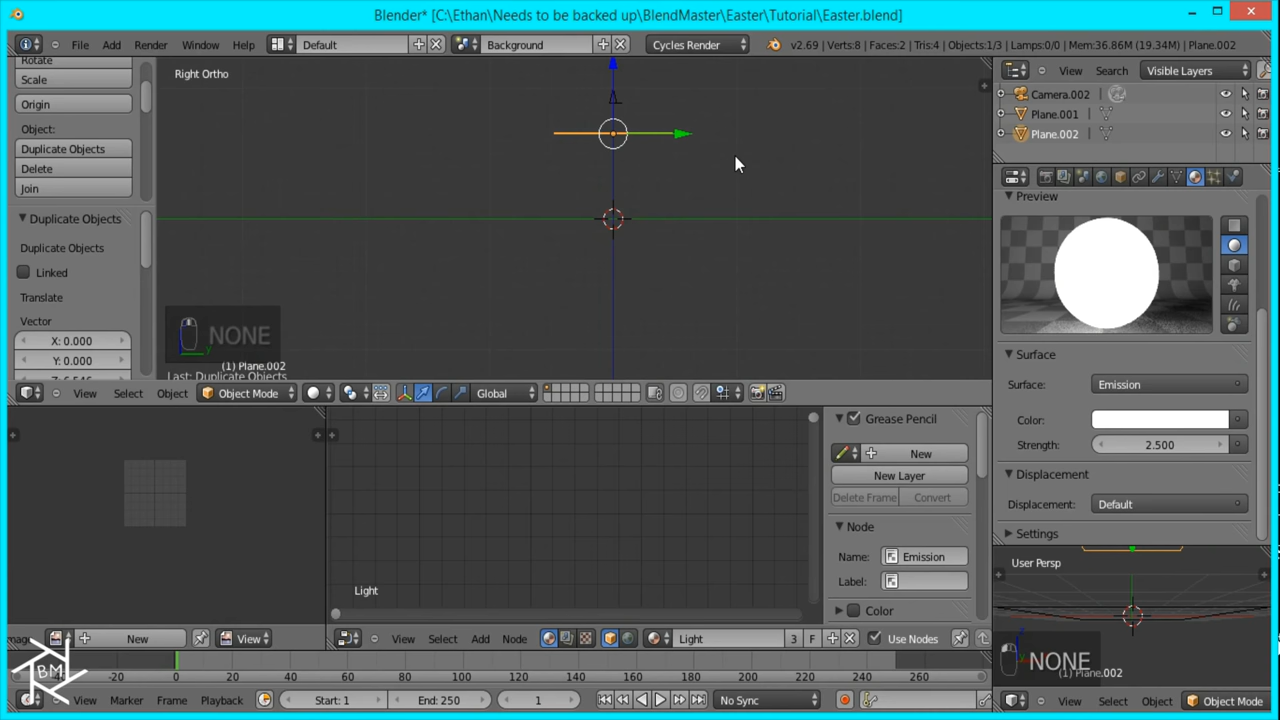 Blender* [C:\Ethan\Needs to be backed up\BlendMaster\Easter\Tutorial\Easter.blend]
File Add Render Window Help Default Background Cycles Render v2.69 | Verts:8 | Faces:2 | Tris:4 | Objects:1/3 | Lamps:0/0 | Mem:36.86M (19.34M) | Plane.002
Rotate
Scale
Origin
Object:
Duplicate Objects
Delete
Join
Duplicate Objects
Duplicate Objects
Linked
Translate
Vector
X: 0.000
Y: 0.000
Right Ortho
NONE
(1) Plane.002
Last: Duplicate Objects
View Select Object Object Mode Global
View Search Visible Layers
Camera.002
Plane.001
Plane.002
Preview
Surface
Surface: Emission
Color:
Strength: 2.500
Displacement
Displacement: Default
Settings
User Persp
NONE
(1) Plane.002
View Select Object Object Mode
Light
Grease Pencil
New
New Layer
Delete Frame Convert
Node
Name: Emission
Label:
Color
New View
View Select Add Node Light 3 F Use Nodes
-40 -20 0 20 40 60 80 100 120 140 160 180 200 220 240 260
BM
View Marker Frame Playback Start: 1 End: 250 1 No Sync